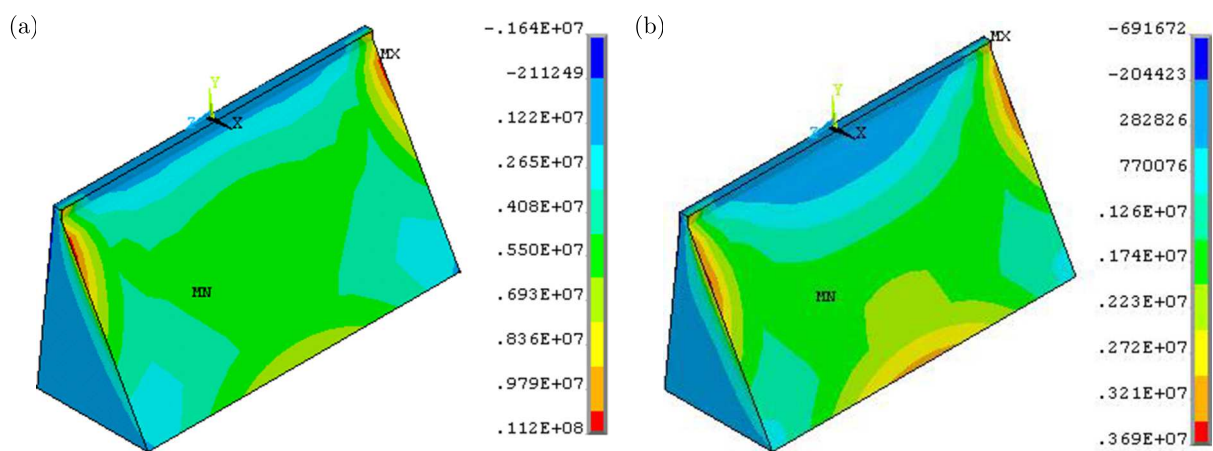 (a)
MX
Y
Z
X
MN
-.164E+07
-211249
.122E+07
.265E+07
.408E+07
.550E+07
.693E+07
.836E+07
.979E+07
.112E+08
(b)
MX
Y
Z
X
MN
-691672
-204423
282826
770076
.126E+07
.174E+07
.223E+07
.272E+07
.321E+07
.369E+07